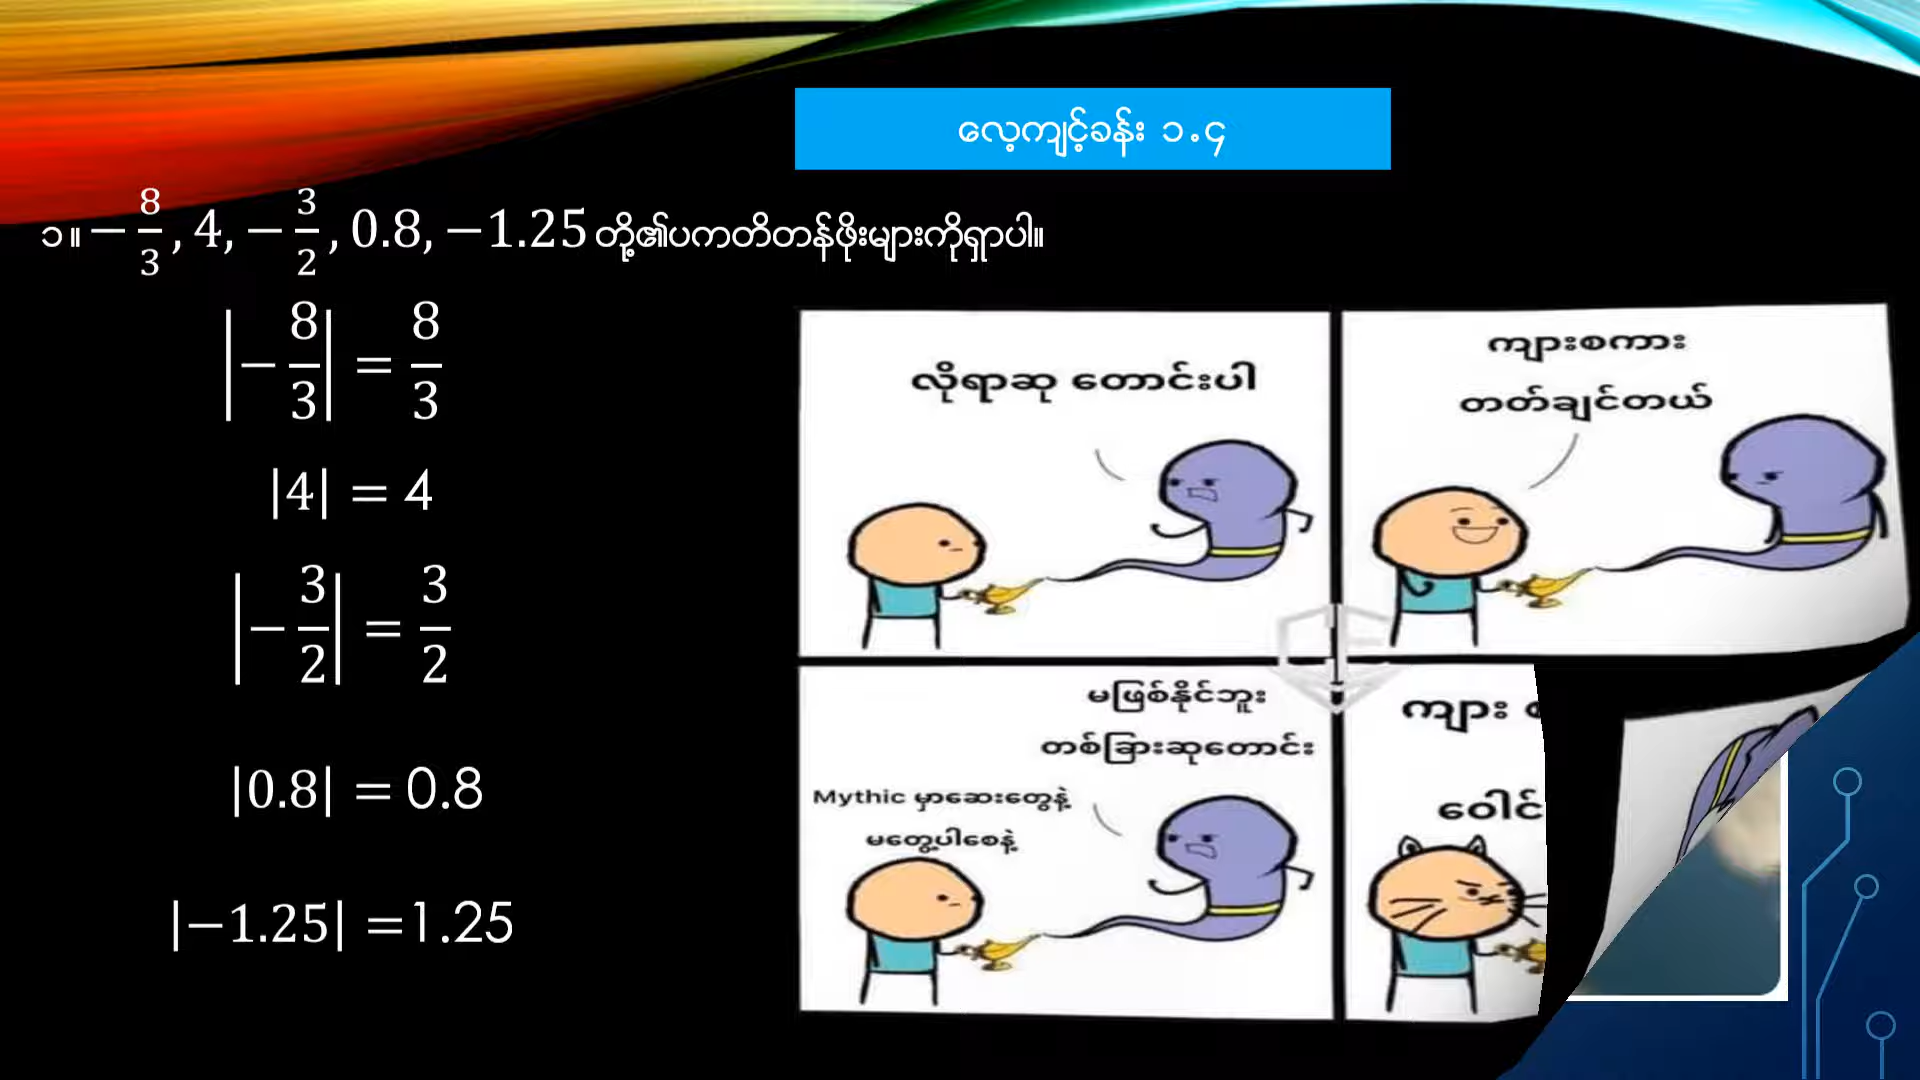 လေ့ကျင့်ခန်း ၁.၄
၁။ −8/3, 4, −3/2, 0.8, −1.25 တို့၏ပကတိတန်ဖိုးများကိုရှာပါ။
|−8/3| = 8/3
|4| = 4
|−3/2| = 3/2
|0.8| = 0.8
|−1.25| =1.25
လိုရာဆု တောင်းပါ
ကျားစကား
တတ်ချင်တယ်
မဖြစ်နိုင်ဘူး
တစ်ခြားဆုတောင်း
Mythic မှာဆေးတွေနဲ့
မတွေ့ပါစေနဲ့
ကျား
ဝေါင်